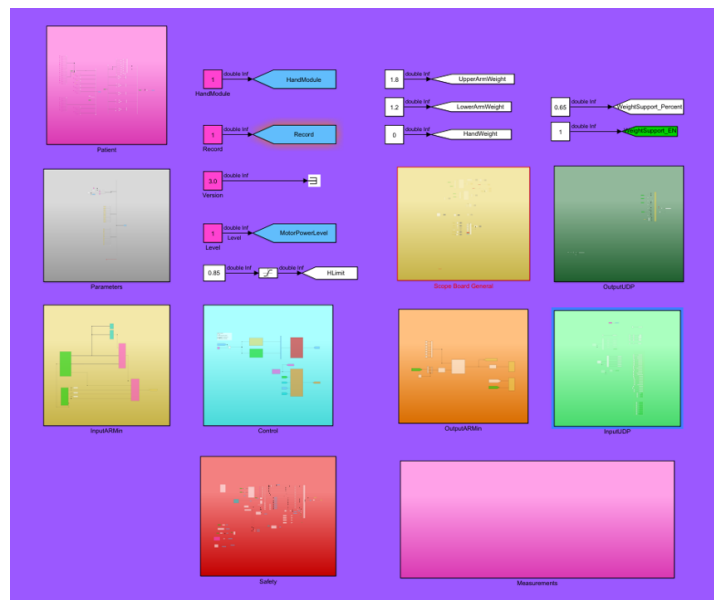 Patient
1
double Inf
HandModule
HandModule
1
double Inf
Record
Record
3.0
double Inf
Version
1
double Inf
Level
MotorPowerLevel
Level
0.85
double Inf
double Inf
HLimit
1.8
double Inf
UpperArmWeight
1.2
double Inf
LowerArmWeight
0
double Inf
HandWeight
0.65
double Inf
WeightSupport_Percent
1
double Inf
WeightSupport_EN
Parameters
Scope Board General
OutputUDP
InputARMin
Control
OutputARMin
InputUDP
Safety
Measurements